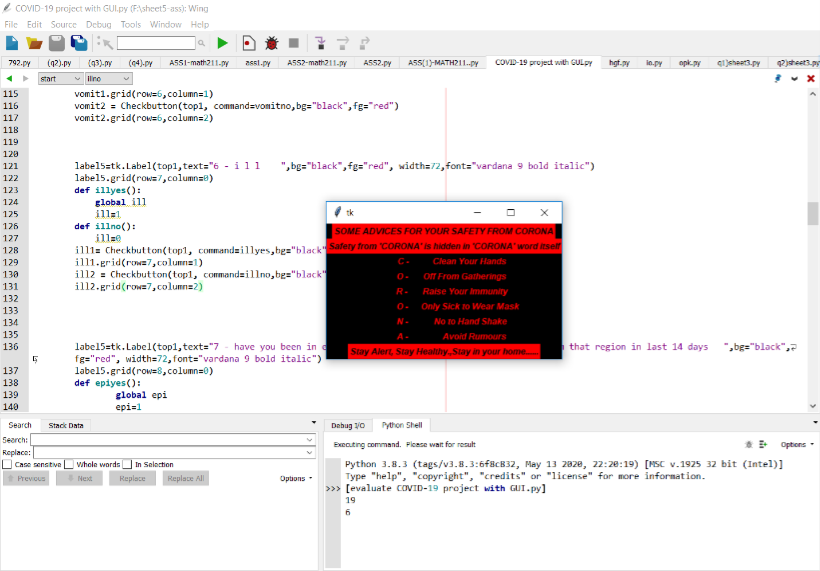 COVID-19 project with GUI.py (F:\sheet5-ass): Wing
File Edit Source Debug Tools Window Help
792.py (q2).py (q3).py (q4).py ASS1-math211.py ass1.py ASS2-math211.py ASS2.py ASS(1)-MATH211..py COVID-19 project with GUI.py hgf.py io.py opk.py q1)sheet3.py q2)sheet3.py
start illno
115 vomit1.grid(row=6,column=1)
116 vomit2 = Checkbutton(top1, command=vomitno,bg="black",fg="red")
117 vomit2.grid(row=6,column=2)
118
119
120
121 label5=tk.Label(top1,text="6 - i l l    ",bg="black",fg="red", width=72,font="vardana 9 bold italic")
122 label5.grid(row=7,column=0)
123 def illyes():
124 global ill
125 ill=1
126 def illno():
127 ill=0
128 ill1= Checkbutton(top1, command=illyes,bg="black"
129 ill1.grid(row=7,column=1)
130 ill2 = Checkbutton(top1, command=illno,bg="black"
131 ill2.grid(row=7,column=2)
132
133
134
135
136 label5=tk.Label(top1,text="7 - have you been in e m that region in last 14 days   ",bg="black",
fg="red", width=72,font="vardana 9 bold italic")
137 label5.grid(row=8,column=0)
138 def epiyes():
139 global epi
140 epi=1
tk
SOME ADVICES FOR YOUR SAFETY FROM CORONA
Safety from 'CORONA' is hidden in 'CORONA' word itself
C - Clean Your Hands
O - Off From Gatherings
R - Raise Your Immunity
O - Only Sick to Wear Mask
N - No to Hand Shake
A - Avoid Rumours
Stay Alert, Stay Healthy,,Stay in your home.....
Search Stack Data
Search:
Replace:
Case sensitive Whole words In Selection
Previous Next Replace Replace All Options
Debug I/O Python Shell
Executing command. Please wait for result Options
Python 3.8.3 (tags/v3.8.3:6f8c832, May 13 2020, 22:20:19) [MSC v.1925 32 bit (Intel)]
Type "help", "copyright", "credits" or "license" for more information.
>>> [evaluate COVID-19 project with GUI.py]
19
6